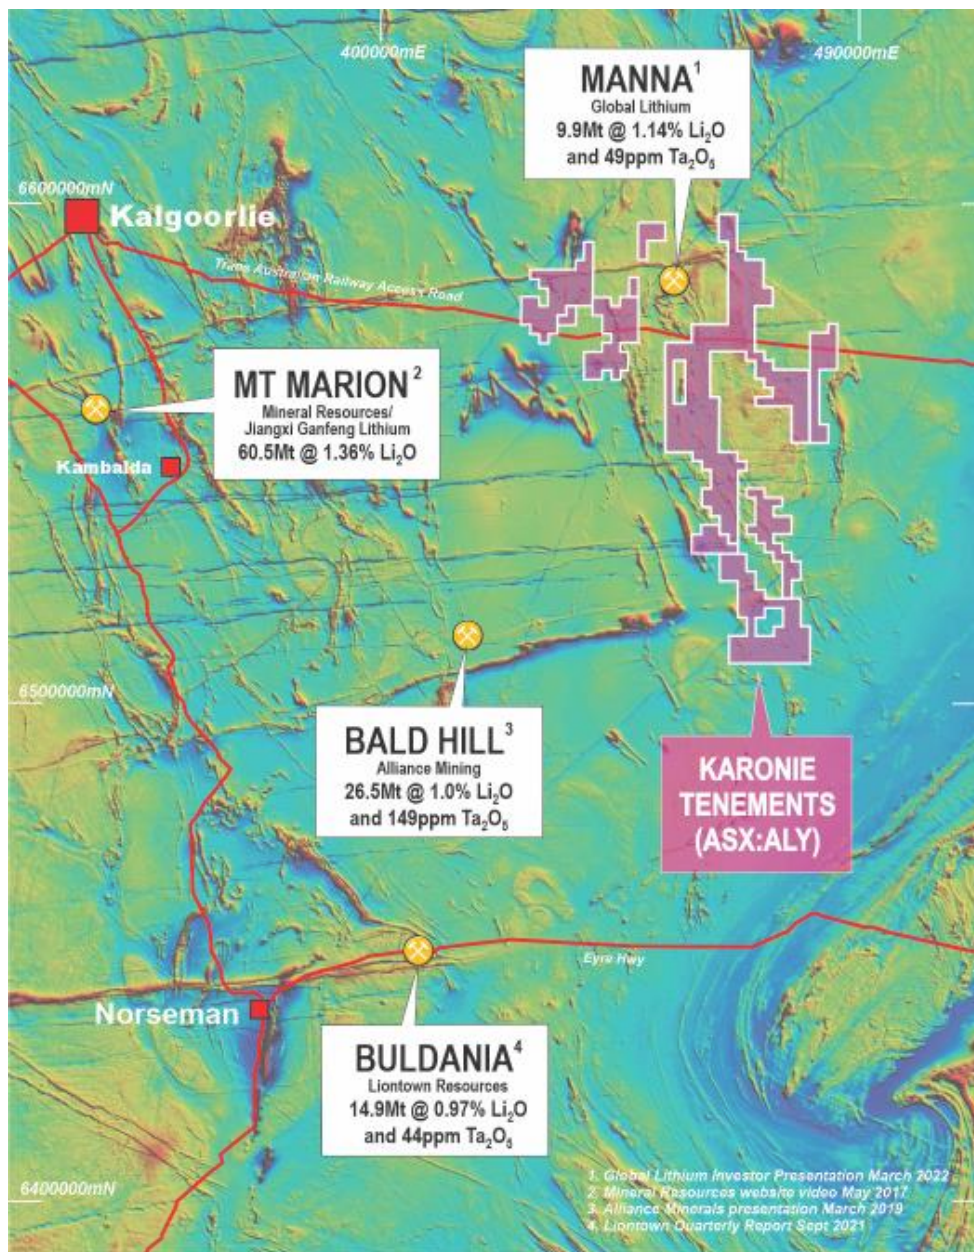 400000mE
490000mE
MANNA¹
Global Lithium
9.9Mt @ 1.14% Li₂O
and 49ppm Ta₂O₅
6600000mN
Kalgoorlie
Trans Australian Railway Access Road
MT MARION²
Mineral Resources/
Jiangxi Ganfeng Lithium
60.5Mt @ 1.36% Li₂O
Kambalda
6500000mN
BALD HILL³
Alliance Mining
26.5Mt @ 1.0% Li₂O
and 149ppm Ta₂O₅
KARONIE
TENEMENTS
(ASX:ALY)
Eyre Hwy
Norseman
BULDANIA⁴
Liontown Resources
14.9Mt @ 0.97% Li₂O
and 44ppm Ta₂O₅
6400000mN
1. Global Lithium Investor Presentation March 2022
2. Mineral Resources website video May 2017
3. Alliance Minerals presentation March 2019
4. Liontown Quarterly Report Sept 2021